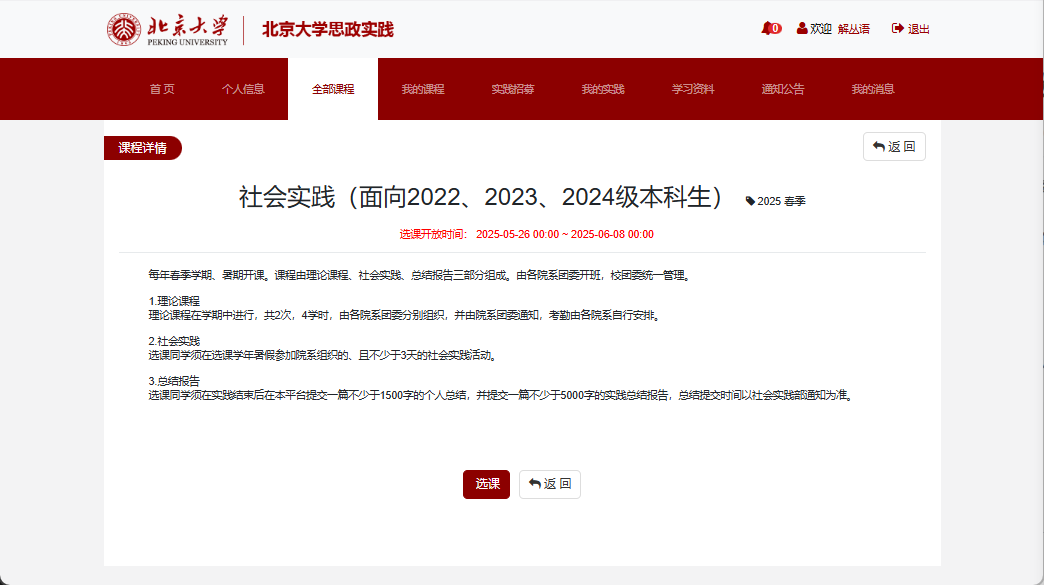 北京大学 PEKING UNIVERSITY 北京大学思政实践 0 欢迎 解丛语 退出
首页 个人信息 全部课程 我的课程 实践招募 我的实践 学习资料 通知公告 我的消息
课程详情 返回
社会实践（面向2022、2023、2024级本科生） 2025 春季
选课开放时间： 2025-05-26 00:00 ~ 2025-06-08 00:00
每年春季学期、暑期开课。课程由理论课程、社会实践、总结报告三部分组成。由各院系团委开班，校团委统一管理。
1.理论课程
理论课程在学期中进行，共2次，4学时，由各院系团委分别组织，并由院系团委通知，考勤由各院系自行安排。
2.社会实践
选课同学须在选课学年暑假参加院系组织的、且不少于3天的社会实践活动。
3.总结报告
选课同学须在实践结束后在本平台提交一篇不少于1500字的个人总结，并提交一篇不少于5000字的实践总结报告，总结提交时间以社会实践部通知为准。
选课 返回